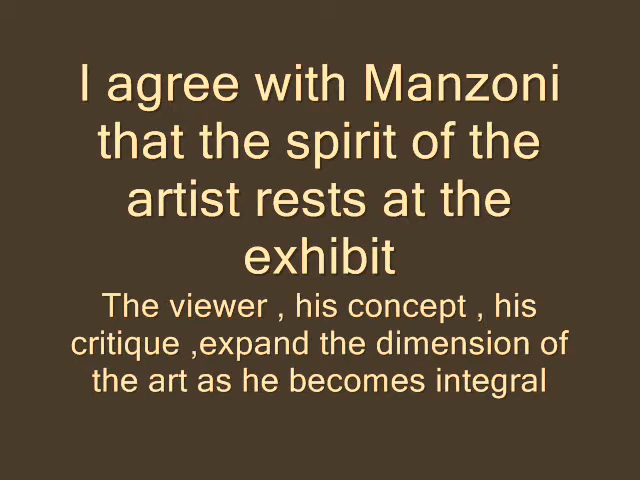 I agree with Manzoni
that the spirit of the
artist rests at the
exhibit
The viewer , his concept , his
critique ,expand the dimension of
the art as he becomes integral